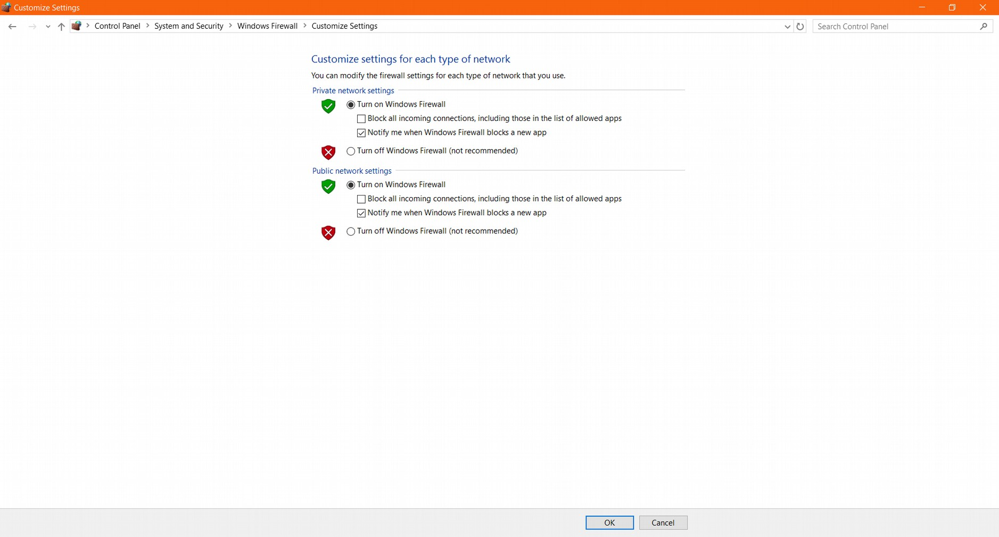 Customize Settings
Control Panel > System and Security > Windows Firewall > Customize Settings
Search Control Panel
Customize settings for each type of network
You can modify the firewall settings for each type of network that you use.
Private network settings
Turn on Windows Firewall
Block all incoming connections, including those in the list of allowed apps
Notify me when Windows Firewall blocks a new app
Turn off Windows Firewall (not recommended)
Public network settings
Turn on Windows Firewall
Block all incoming connections, including those in the list of allowed apps
Notify me when Windows Firewall blocks a new app
Turn off Windows Firewall (not recommended)
OK Cancel